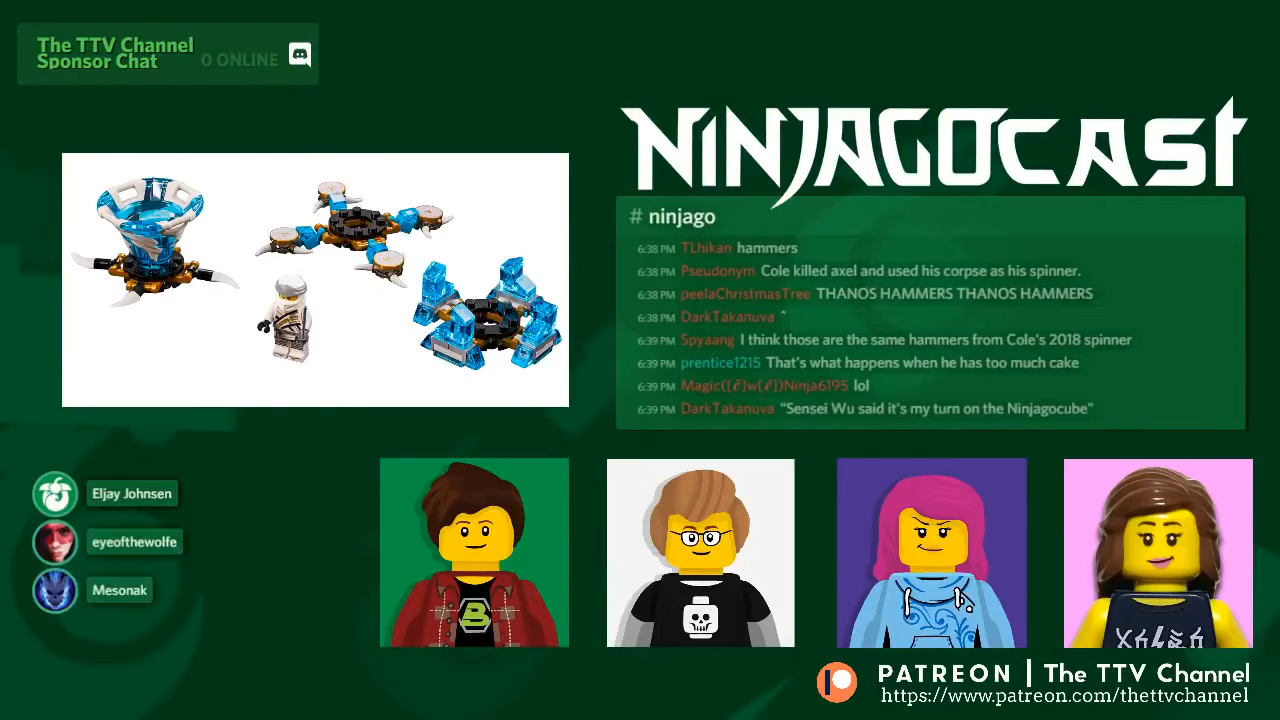 The TTV Channel
Sponsor Chat
0 ONLINE
NINJAGOCAST
# ninjago
6:38 PM TLhikan hammers
6:38 PM Pseudonym Cole killed axel and used his corpse as his spinner.
6:38 PM peelaChristmasTree THANOS HAMMERS THANOS HAMMERS
6:38 PM DarkTakanuva ^
6:39 PM Spyaang I think those are the same hammers from Cole's 2018 spinner
6:39 PM prentice1215 That's what happens when he has too much cake
6:39 PM lol
6:39 PM DarkTakanuva "Sensei Wu said it's my turn on the Ninjagocube"
Eljay Johnsen
eyeofthewolfe
Mesonak
B
PATREON | The TTV Channel
https://www.patreon.com/thettvchannel